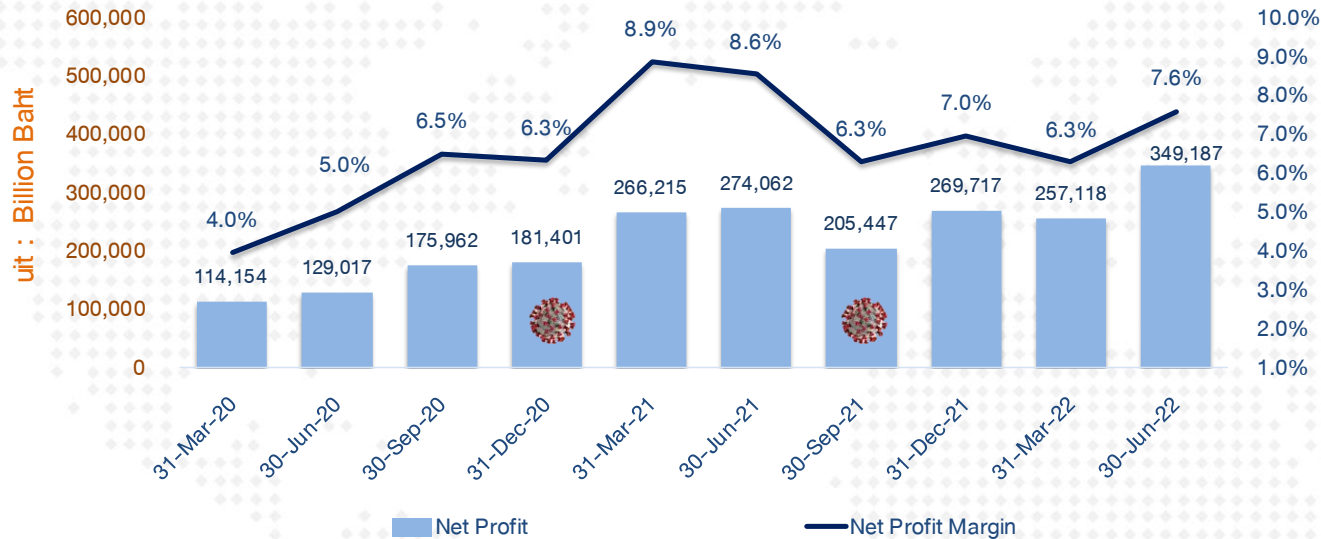 600,000
500,000
400,000
300,000
200,000
100,000
0
uit : Billion Baht
10.0%
9.0%
8.0%
7.0%
6.0%
5.0%
4.0%
3.0%
2.0%
1.0%
4.0%
5.0%
6.5%
6.3%
8.9%
8.6%
6.3%
7.0%
6.3%
7.6%
114,154
129,017
175,962
181,401
266,215
274,062
205,447
269,717
257,118
349,187
31-Mar-20
30-Jun-20
30-Sep-20
31-Dec-20
31-Mar-21
30-Jun-21
30-Sep-21
31-Dec-21
31-Mar-22
30-Jun-22
Net Profit
Net Profit Margin